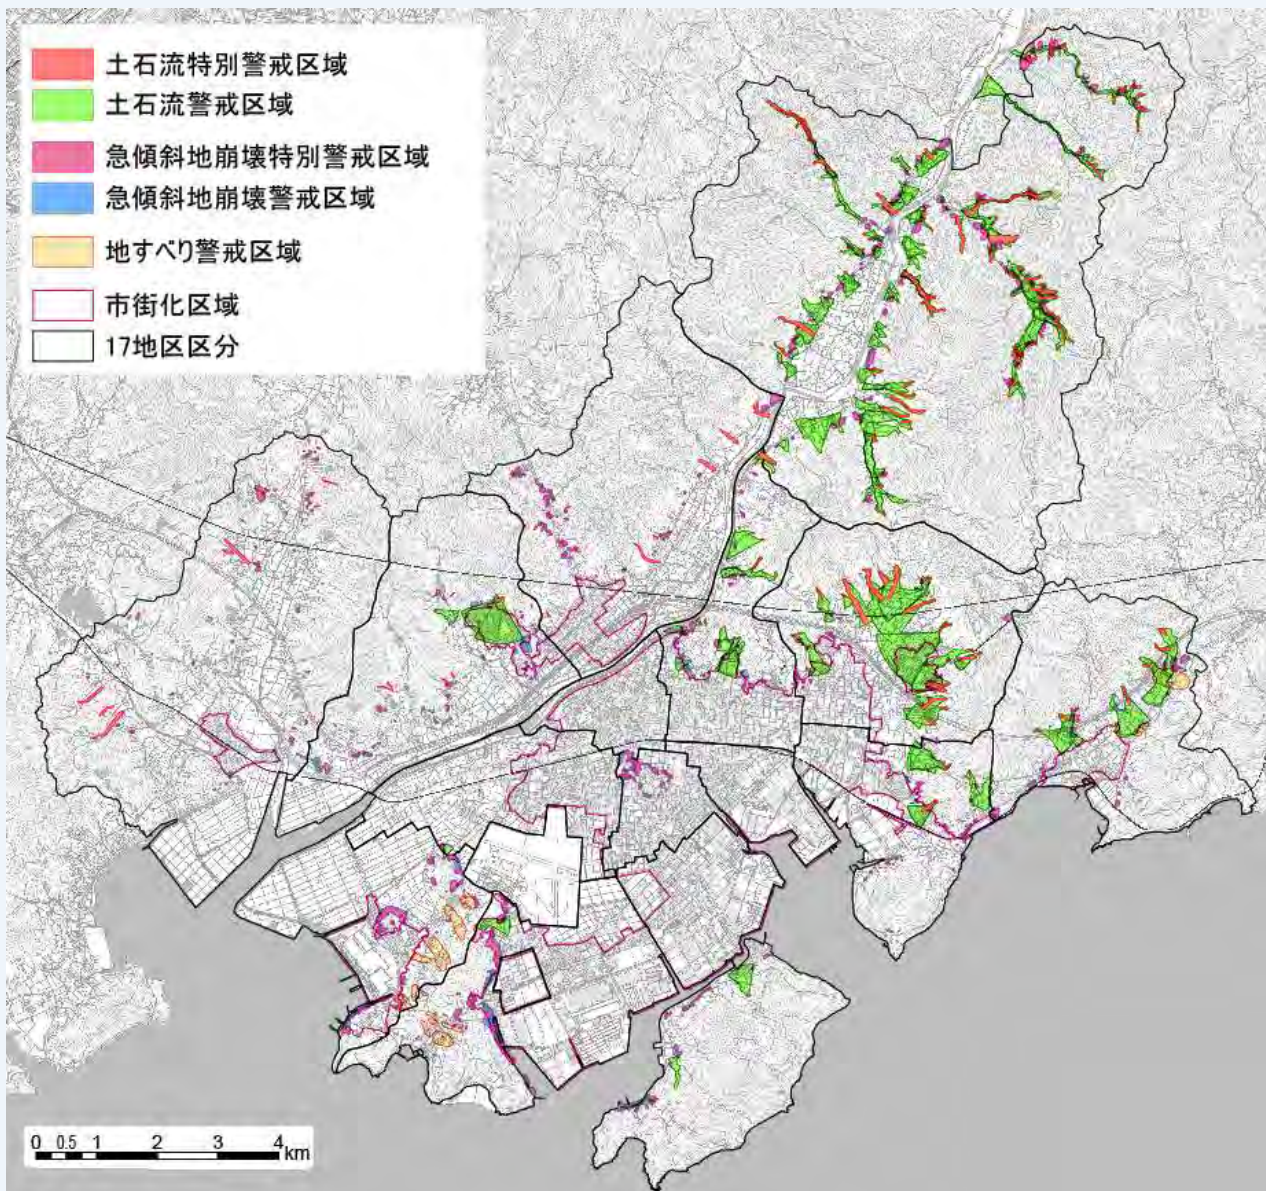 土石流特別警戒区域
土石流警戒区域
急傾斜地崩壊特別警戒区域
急傾斜地崩壊警戒区域
地すべり警戒区域
市街化区域
17地区区分
0 0.5 1 2 3 4 km